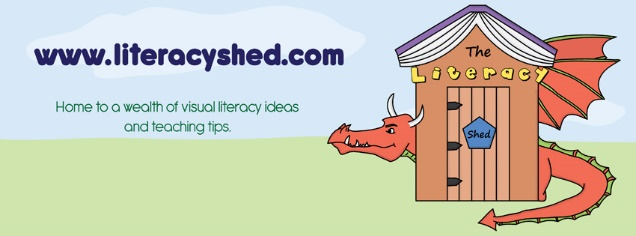 www.literacyshed.com
Home to a wealth of visual literacy ideas
and teaching tips.
The
Literacy
Shed